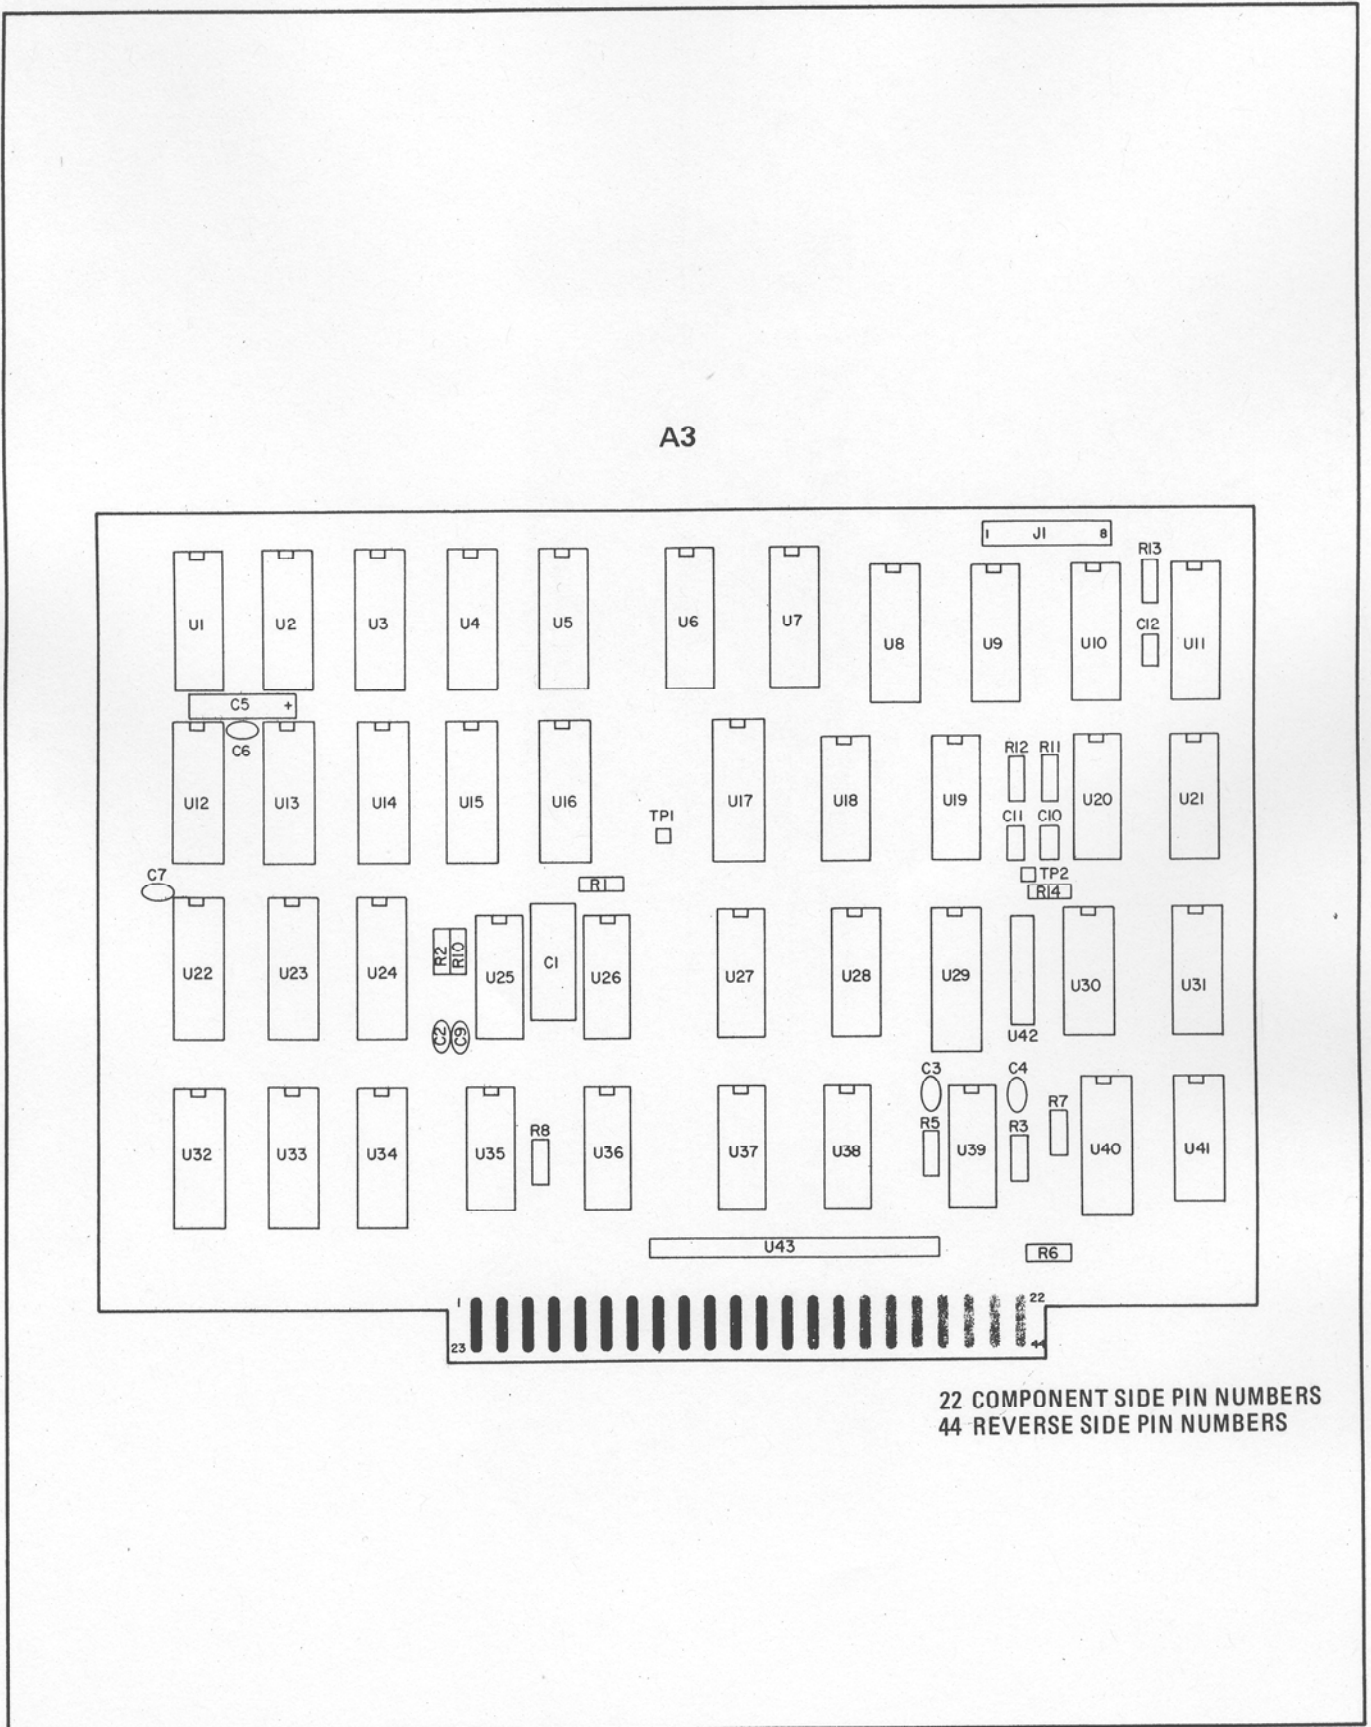 A3
1 J1 8
R13
U1 U2 U3 U4 U5 U6 U7
U8 U9 U10 C12 U11
C5 +
C6
R12 R11
U12 U13 U14 U15 U16 U17 U18 U19 U20 U21
TP1
C11 C10
C7
TP2
R1
R14
R2 R10
U22 U23 U24 U25 C1 U26 U27 U28 U29 U30 U31
C2 C9
U42
C3 C4
R7
R8 R5 R3
U32 U33 U34 U35 U36 U37 U38 U39 U40 U41
U43
R6
1 22
23 44
22 COMPONENT SIDE PIN NUMBERS
44 REVERSE SIDE PIN NUMBERS